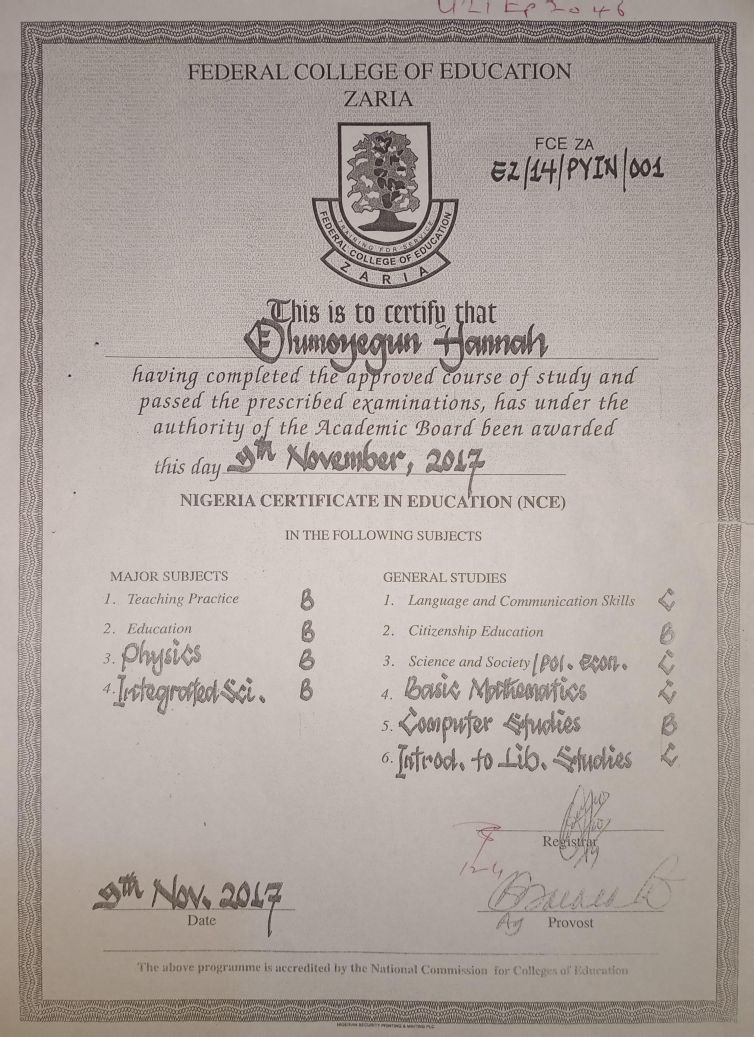 FEDERAL COLLEGE OF EDUCATION
ZARIA
FCE ZA
EZ/14/PYIN/001
TRAINING FOR SERVICE
FEDERAL COLLEGE OF EDUCATION
ZARIA
This is to certify that
Olumoyegun Hannah
having completed the approved course of study and
passed the prescribed examinations, has under the
authority of the Academic Board been awarded
this day 9th November, 2017
NIGERIA CERTIFICATE IN EDUCATION (NCE)
IN THE FOLLOWING SUBJECTS
MAJOR SUBJECTS
1. Teaching Practice B
2. Education B
3. Physics B
4. Integrated Sci. B
GENERAL STUDIES
1. Language and Communication Skills C
2. Citizenship Education B
3. Science and Society/Pol. Econ. C
4. Basic Mathematics C
5. Computer Studies B
6. Introd. to Lib. Studies C
Registrar
9th Nov. 2017
Date
Ag Provost
The above programme is accredited by the National Commission for Colleges of Education
NIGERIAN SECURITY PRINTING & MINTING PLC